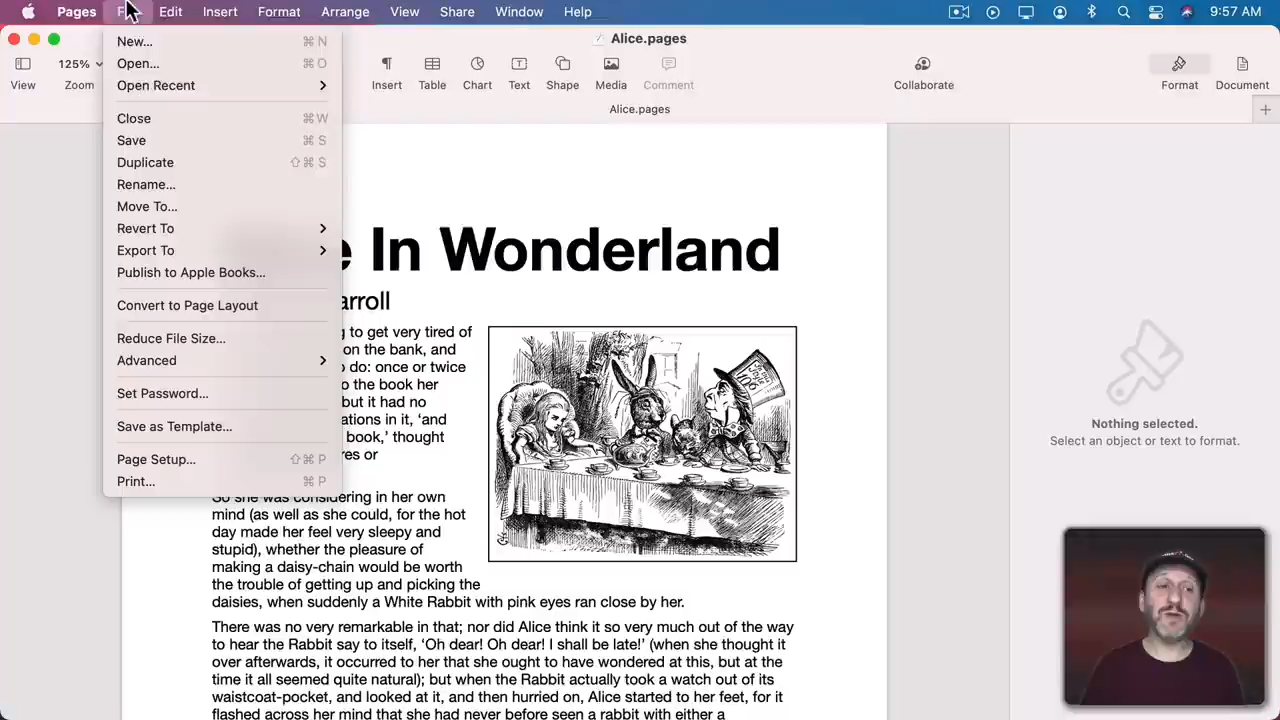 Pages F Edit Insert Format Arrange View Share Window Help 9:57 AM
Alice.pages
125%
View Zoom Insert Table Chart Text Shape Media Comment Collaborate Format Document
Alice.pages
New... ⌘ N
Open... ⌘ O
Open Recent
Close ⌘ W
Save ⌘ S
Duplicate ⇧ ⌘ S
Rename...
Move To...
Revert To
Export To
Publish to Apple Books...
Convert to Page Layout
Reduce File Size...
Advanced
Set Password...
Save as Template...
Page Setup... ⇧ ⌘ P
Print... ⌘ P
e In Wonderland
arroll
g to get very tired of
on the bank, and
o do: once or twice
o the book her
but it had no
ations in it, ‘and
book,’ thought
res or
So she was considering in her own
mind (as well as she could, for the hot
day made her feel very sleepy and
stupid), whether the pleasure of
making a daisy-chain would be worth
the trouble of getting up and picking the
daisies, when suddenly a White Rabbit with pink eyes ran close by her.
There was no very remarkable in that; nor did Alice think it so very much out of the way
to hear the Rabbit say to itself, ‘Oh dear! Oh dear! I shall be late!’ (when she thought it
over afterwards, it occurred to her that she ought to have wondered at this, but at the
time it all seemed quite natural); but when the Rabbit actually took a watch out of its
waistcoat-pocket, and looked at it, and then hurried on, Alice started to her feet, for it
flashed across her mind that she had never before seen a rabbit with either a
Nothing selected.
Select an object or text to format.